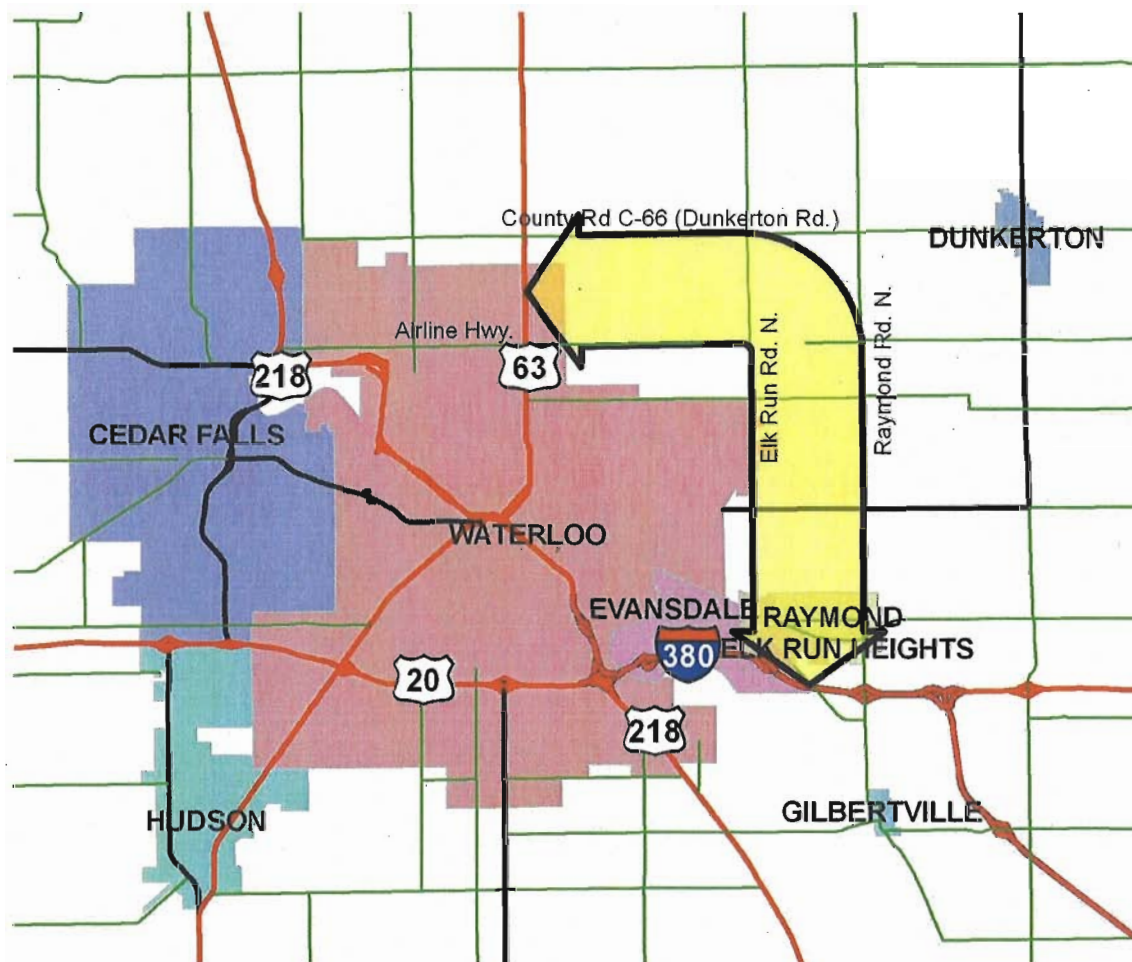 County Rd C-66 (Dunkerton Rd.)
DUNKERTON
Airline Hwy.
Elk Run Rd. N.
Raymond Rd. N.
218
63
CEDAR FALLS
WATERLOO
EVANSDALE
RAYMOND
ELK RUN HEIGHTS
380
20
218
HUDSON
GILBERTVILLE